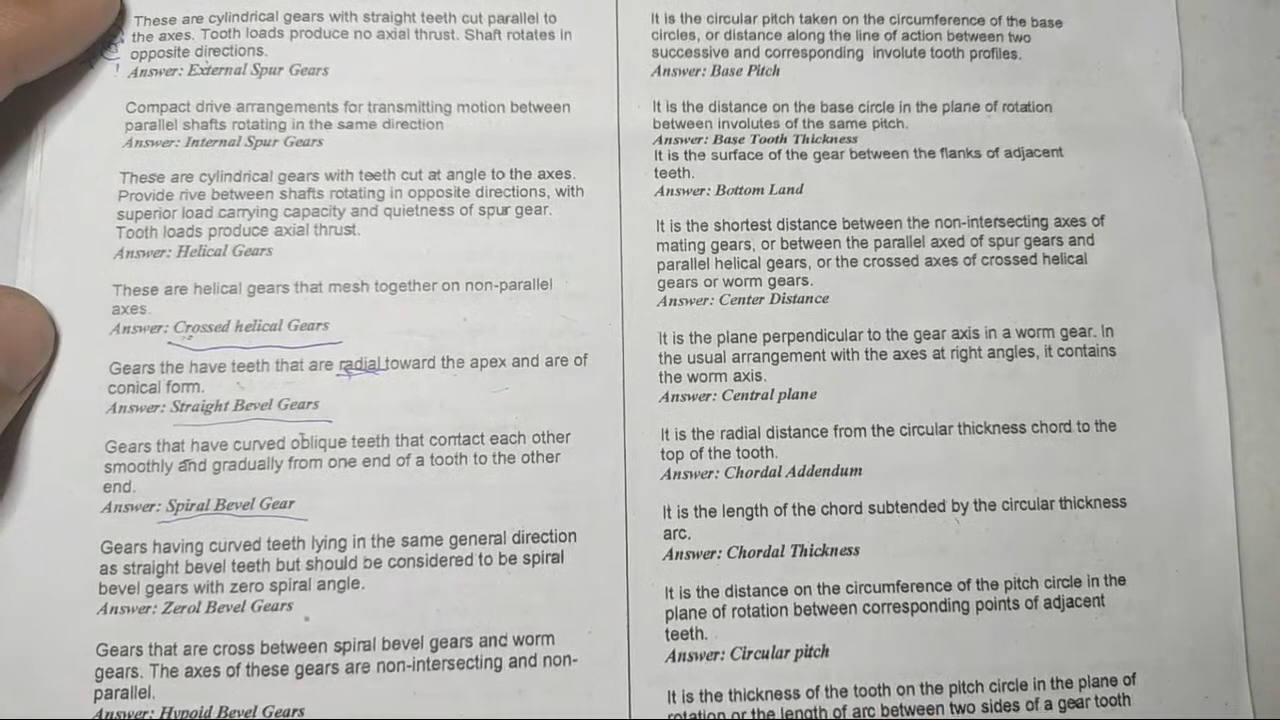 These are cylindrical gears with straight teeth cut parallel to
the axes. Tooth loads produce no axial thrust. Shaft rotates in
opposite directions.
Answer: External Spur Gears
Compact drive arrangements for transmitting motion between
parallel shafts rotating in the same direction
Answer: Internal Spur Gears
These are cylindrical gears with teeth cut at angle to the axes.
Provide rive between shafts rotating in opposite directions, with
superior load carrying capacity and quietness of spur gear.
Tooth loads produce axial thrust.
Answer: Helical Gears
These are helical gears that mesh together on non-parallel
axes.
Answer: Crossed helical Gears
Gears the have teeth that are radial toward the apex and are of
conical form.
Answer: Straight Bevel Gears
Gears that have curved oblique teeth that contact each other
smoothly and gradually from one end of a tooth to the other
end.
Answer: Spiral Bevel Gear
Gears having curved teeth lying in the same general direction
as straight bevel teeth but should be considered to be spiral
bevel gears with zero spiral angle.
Answer: Zerol Bevel Gears
Gears that are cross between spiral bevel gears and worm
gears. The axes of these gears are non-intersecting and non-
parallel.
Answer: Hypoid Bevel Gears
It is the circular pitch taken on the circumference of the base
circles, or distance along the line of action between two
successive and corresponding involute tooth profiles.
Answer: Base Pitch
It is the distance on the base circle in the plane of rotation
between involutes of the same pitch.
Answer: Base Tooth Thickness
It is the surface of the gear between the flanks of adjacent
teeth.
Answer: Bottom Land
It is the shortest distance between the non-intersecting axes of
mating gears, or between the parallel axed of spur gears and
parallel helical gears, or the crossed axes of crossed helical
gears or worm gears.
Answer: Center Distance
It is the plane perpendicular to the gear axis in a worm gear. In
the usual arrangement with the axes at right angles, it contains
the worm axis.
Answer: Central plane
It is the radial distance from the circular thickness chord to the
top of the tooth.
Answer: Chordal Addendum
It is the length of the chord subtended by the circular thickness
arc.
Answer: Chordal Thickness
It is the distance on the circumference of the pitch circle in the
plane of rotation between corresponding points of adjacent
teeth.
Answer: Circular pitch
It is the thickness of the tooth on the pitch circle in the plane of
rotation or the length of arc between two sides of a gear tooth